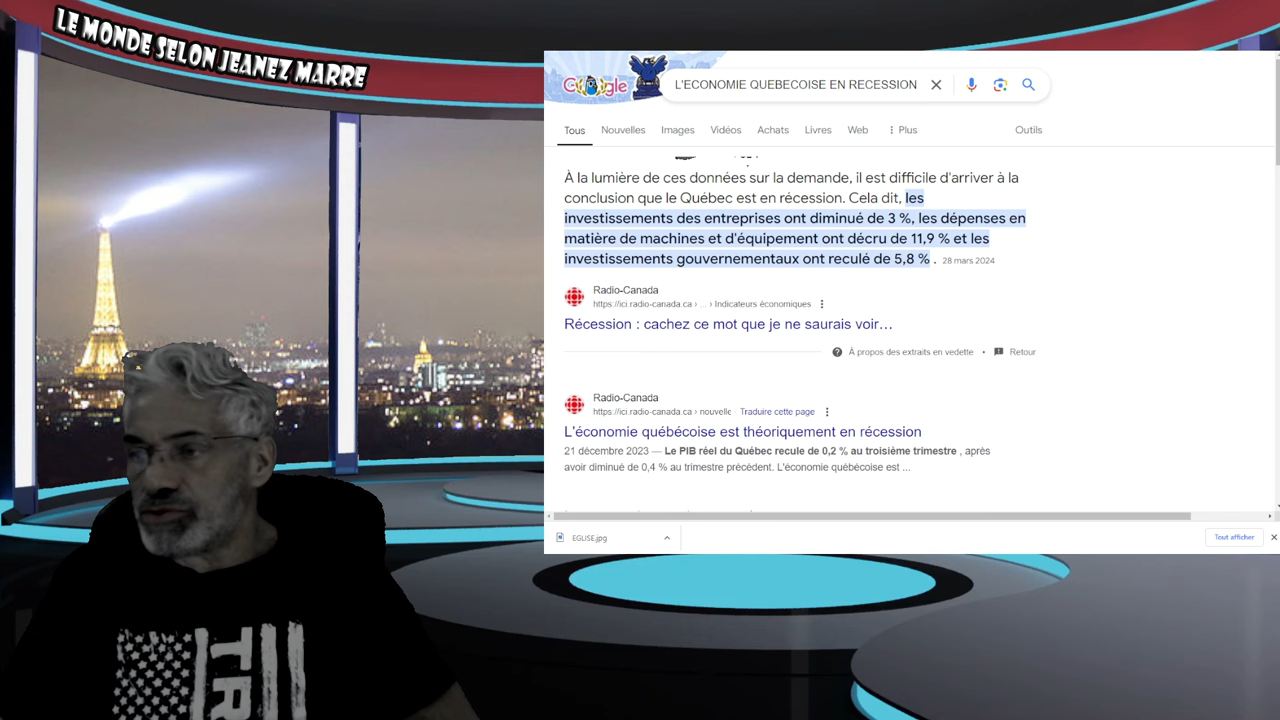 LE MONDE SELON JEANEZ MARRE
Google
L'ECONOMIE QUEBECOISE EN RECESSION
Tous Nouvelles Images Vidéos Achats Livres Web Plus Outils
À la lumière de ces données sur la demande, il est difficile d'arriver à la
conclusion que le Québec est en récession. Cela dit, les
investissements des entreprises ont diminué de 3 %, les dépenses en
matière de machines et d'équipement ont décru de 11,9 % et les
investissements gouvernementaux ont reculé de 5,8 % . 28 mars 2024
Radio-Canada
https://ici.radio-canada.ca › ... › Indicateurs économiques
Récession : cachez ce mot que je ne saurais voir…
À propos des extraits en vedette • Retour
Radio-Canada
https://ici.radio-canada.ca › nouvelle Traduire cette page
L'économie québécoise est théoriquement en récession
21 décembre 2023 — Le PIB réel du Québec recule de 0,2 % au troisième trimestre , après
avoir diminué de 0,4 % au trimestre précédent. L'économie québécoise est ...
EGLISE.jpg
Tout afficher
TR